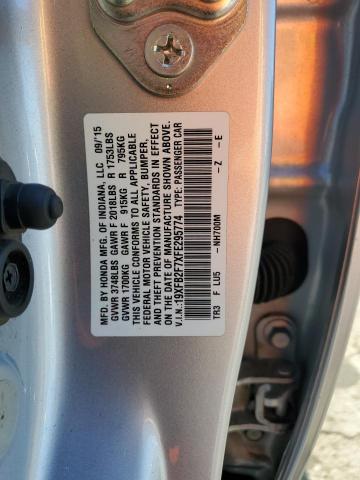 MFD. BY HONDA MFG. OF INDIANA, LLC 09/15
GVWR 3748LBS GAWR F 2018LBS R 1753LBS
GVWR 1700KG GAWR F 915KG R 795KG
THIS VEHICLE CONFORMS TO ALL APPLICABLE
FEDERAL MOTOR VEHICLE SAFETY, BUMPER,
AND THEFT PREVENTION STANDARDS IN EFFECT
ON THE DATE OF MANUFACTURE SHOWN ABOVE.
V.I.N.:19XFB2F7XFE295774 TYPE: PASSENGER CAR
TR3 F LU5 -NH700M -Z -E